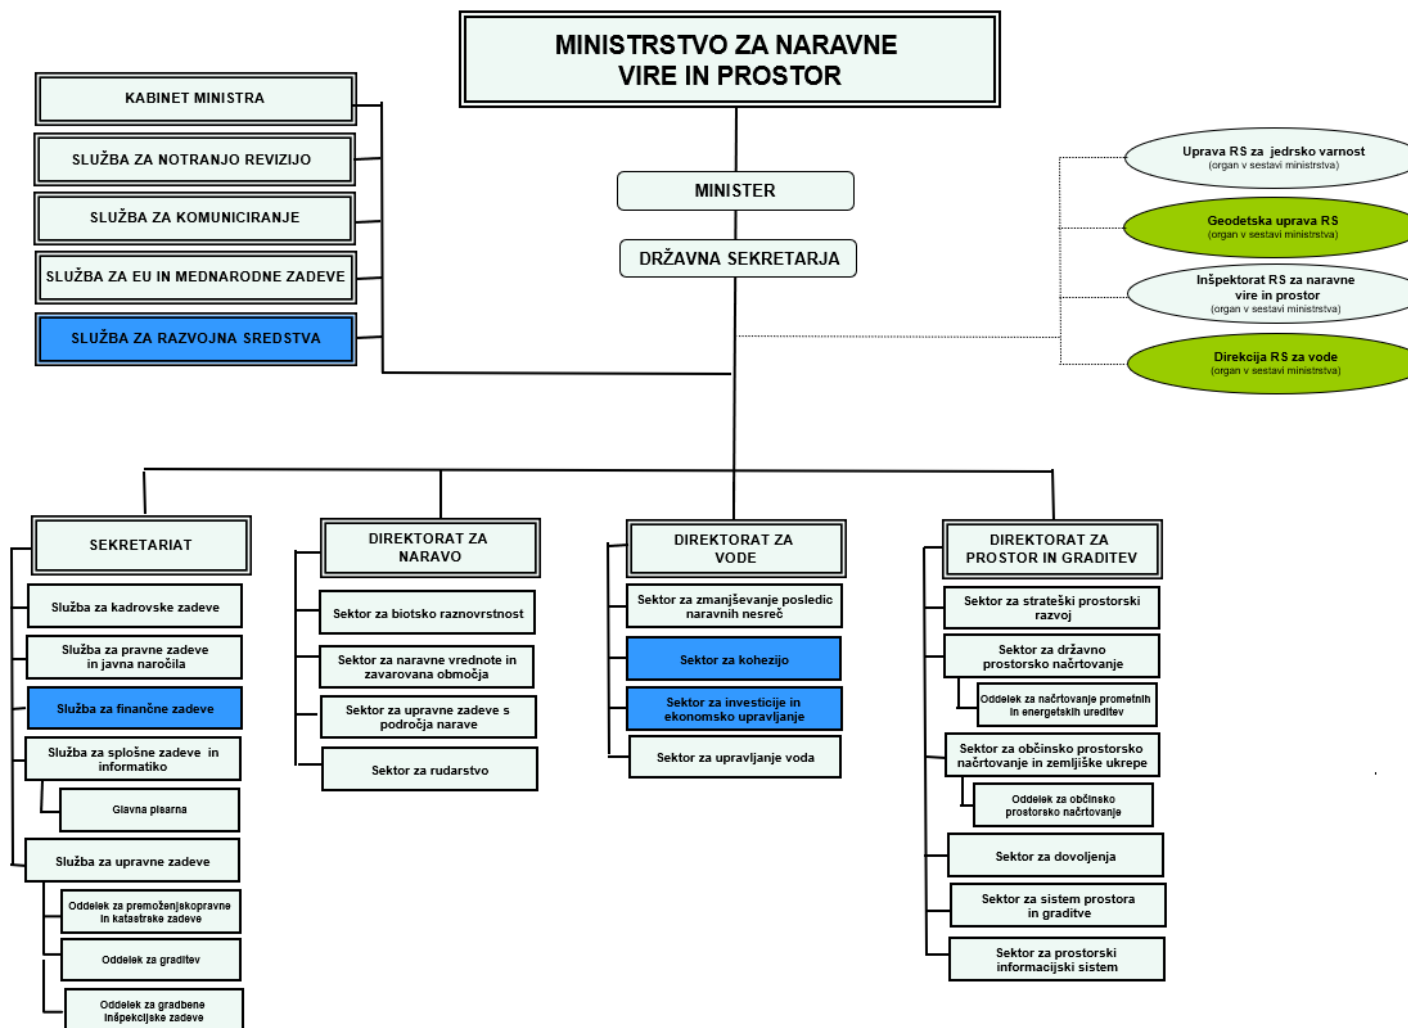 MINISTRSTVO ZA NARAVNE
VIRE IN PROSTOR
KABINET MINISTRA
SLUŽBA ZA NOTRANJO REVIZIJO
SLUŽBA ZA KOMUNICIRANJE
SLUŽBA ZA EU IN MEDNARODNE ZADEVE
SLUŽBA ZA RAZVOJNA SREDSTVA
MINISTER
DRŽAVNA SEKRETARJA
Uprava RS za jedrsko varnost
(organ v sestavi ministrstva)
Geodetska uprava RS
(organ v sestavi ministrstva)
Inšpektorat RS za naravne
vire in prostor
(organ v sestavi ministrstva)
Direkcija RS za vode
(organ v sestavi ministrstva)
SEKRETARIAT
Služba za kadrovske zadeve
Služba za pravne zadeve
in javna naročila
Služba za finančne zadeve
Služba za splošne zadeve in
informatiko
Glavna pisarna
Služba za upravne zadeve
Oddelek za premoženjskopravne
in katastrske zadeve
Oddelek za graditev
Oddelek za gradbene
inšpekcijske zadeve
DIREKTORAT ZA
NARAVO
Sektor za biotsko raznovrstnost
Sektor za naravne vrednote in
zavarovana območja
Sektor za upravne zadeve s
področja narave
Sektor za rudarstvo
DIREKTORAT ZA
VODE
Sektor za zmanjševanje posledic
naravnih nesreč
Sektor za kohezijo
Sektor za investicije in
ekonomsko upravljanje
Sektor za upravljanje voda
DIREKTORAT ZA
PROSTOR IN GRADITEV
Sektor za strateški prostorski
razvoj
Sektor za državno
prostorsko načrtovanje
Oddelek za načrtovanje prometnih
in energetskih ureditev
Sektor za občinsko prostorsko
načrtovanje in zemljiške ukrepe
Oddelek za občinsko
prostorsko načrtovanje
Sektor za dovoljenja
Sektor za sistem prostora
in graditve
Sektor za prostorski
informacijski sistem